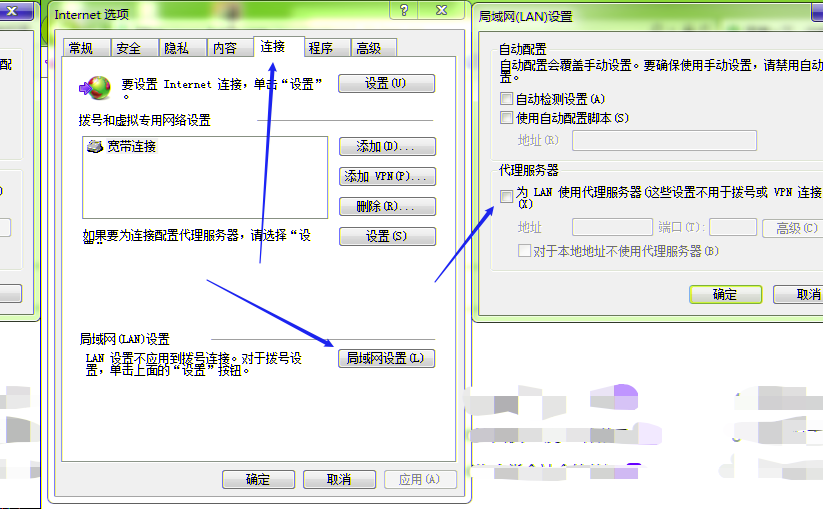 Internet 选项
常规
安全
隐私
内容
连接
程序
高级
要设置 Internet 连接，单击“设置”
。
设置(U)
拨号和虚拟专用网络设置
宽带连接
添加(D)...
添加 VPN(P)...
删除(R)...
如果要为连接配置代理服务器，请选择“设
设置(S)
局域网(LAN)设置
LAN 设置不应用到拨号连接。对于拨号设
置，单击上面的“设置”按钮。
局域网设置(L)
确定
取消
应用(A)
局域网(LAN)设置
自动配置
自动配置会覆盖手动设置。要确保使用手动设置，请禁用自动
置。
自动检测设置(A)
使用自动配置脚本(S)
地址(R)
代理服务器
为 LAN 使用代理服务器(这些设置不用于拨号或 VPN 连接
(X)
地址
端口(T):
高级(C)
对于本地地址不使用代理服务器(B)
确定
取消
配